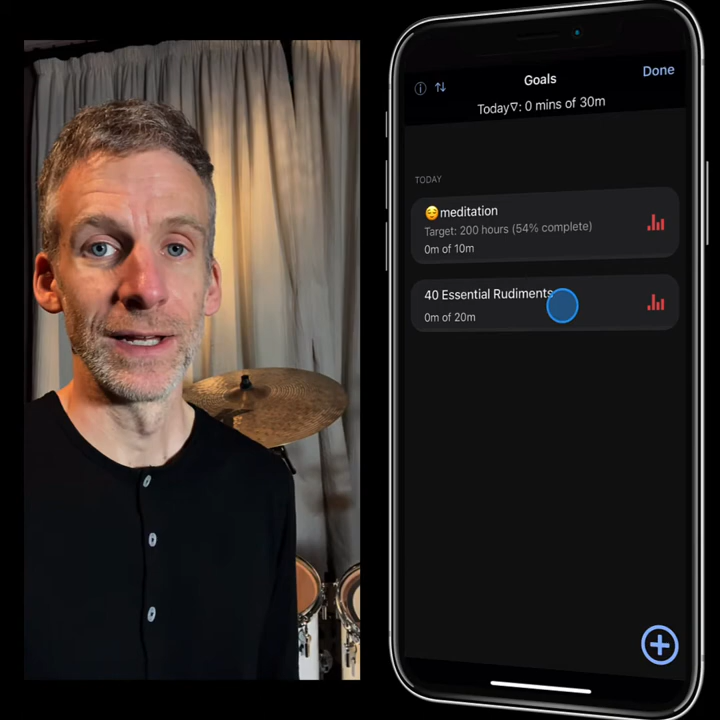 Goals
Done
Today▽: 0 mins of 30m
TODAY
😌meditation
Target: 200 hours (54% complete)
0m of 10m
40 Essential Rudiments
0m of 20m